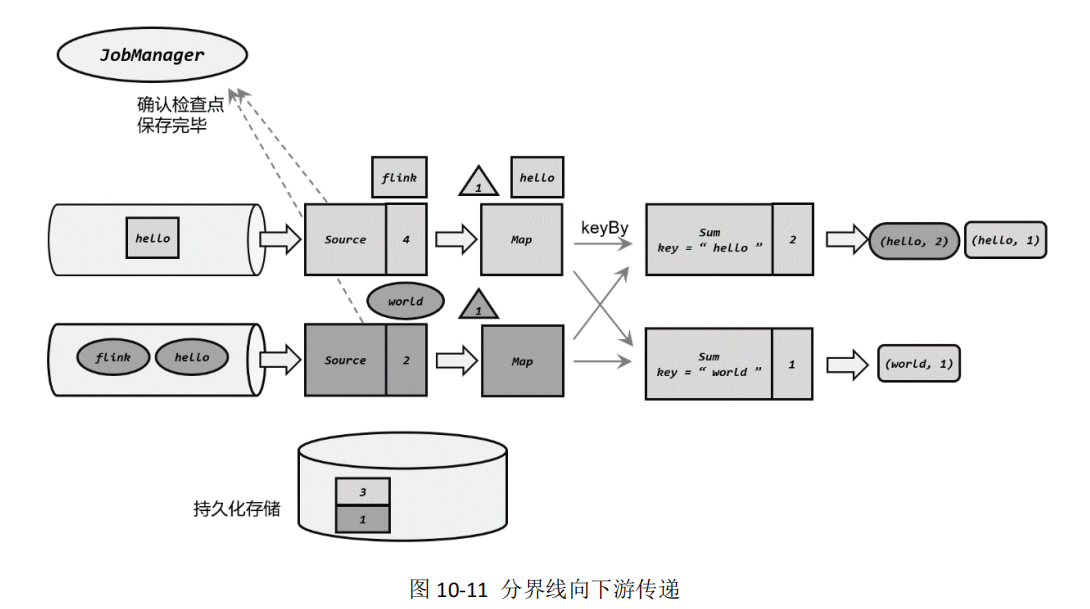 JobManager
确认检查点
保存完毕
flink
1
hello
hello
Source
4
Map
keyBy
Sum
key = “ hello ”
2
(hello, 2)
(hello, 1)
world
1
flink
hello
Source
2
Map
Sum
key = “ world ”
1
(world, 1)
持久化存储
3
1
图 10-11 分界线向下游传递